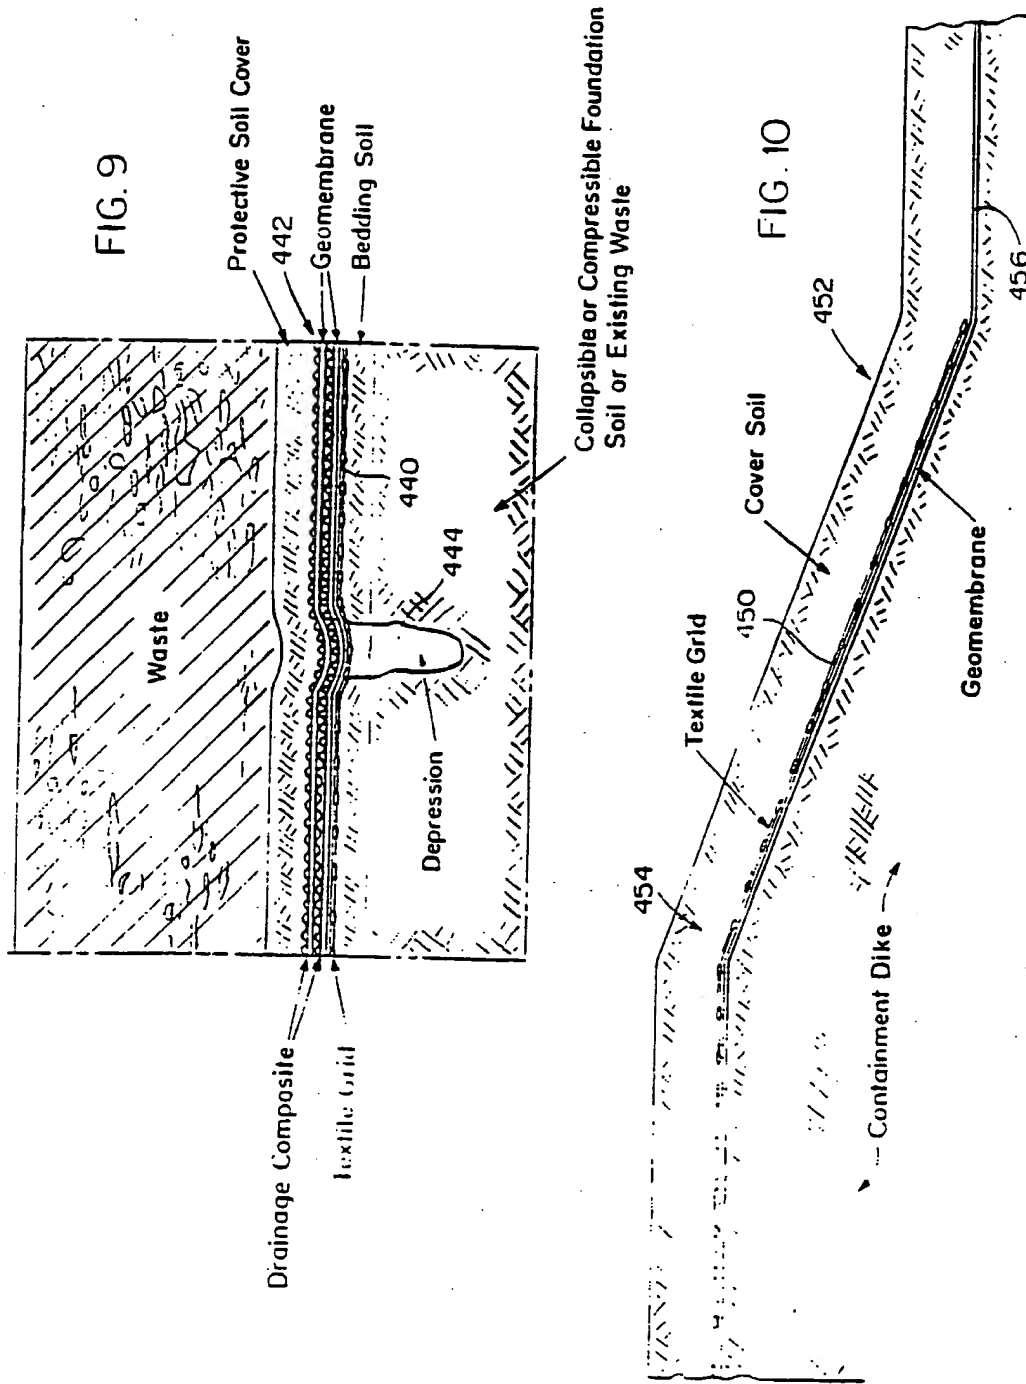 FIG. 9
Waste
Protective Soil Cover
442
Geomembrane
Bedding Soil
440
444
Depression
Drainage Composite
Textile Grid
Collapsible or Compressible Foundation
Soil or Existing Waste
FIG. 10
452
Cover Soil
450
Textile Grid
454
Geomembrane
456
Containment Dike